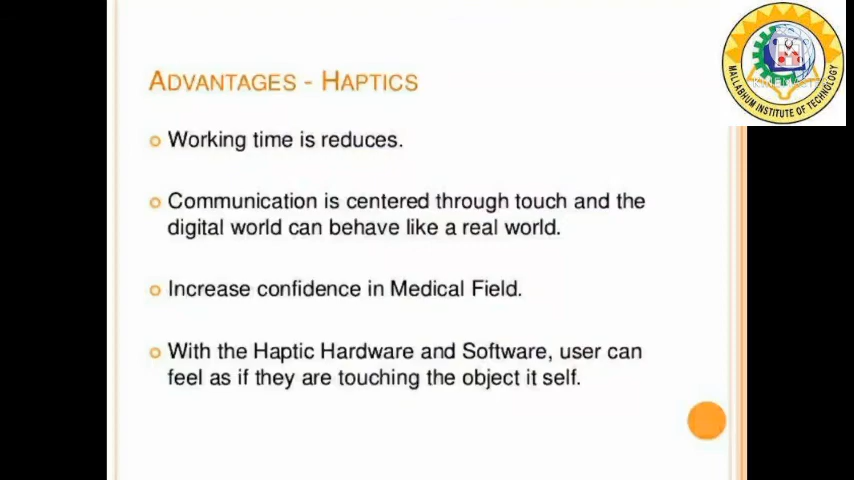 ADVANTAGES - HAPTICS
Working time is reduces.
Communication is centered through touch and the
digital world can behave like a real world.
Increase confidence in Medical Field.
With the Haptic Hardware and Software, user can
feel as if they are touching the object it self.
MALLABHUM INSTITUTE OF TECHNOLOGY